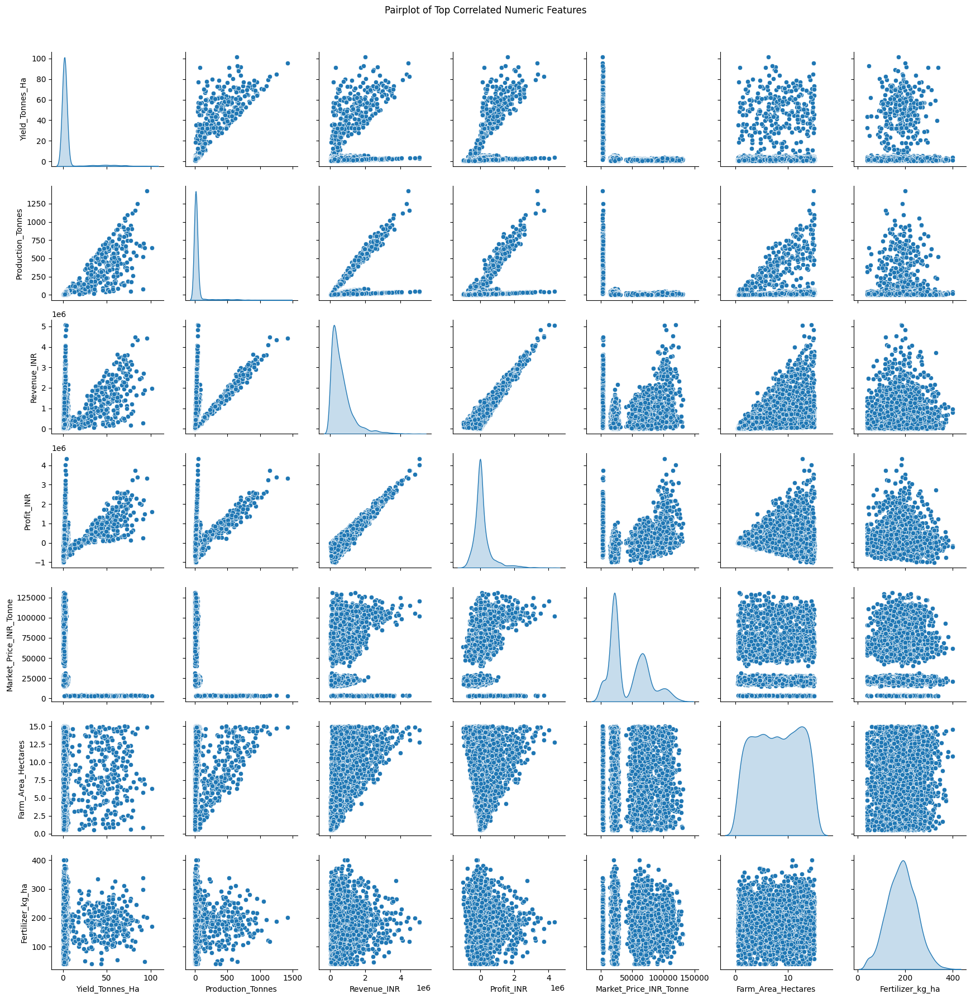 Pairplot of Top Correlated Numeric Features
100
80
60
40
20
0
Yield_Tonnes_Ha
1250
1000
750
500
250
0
Production_Tonnes
1e6
5
4
3
2
1
0
Revenue_INR
1e6
4
3
2
1
0
−1
Profit_INR
125000
100000
75000
50000
25000
0
Market_Price_INR_Tonne
15.0
12.5
10.0
7.5
5.0
2.5
0.0
Farm_Area_Hectares
400
300
200
100
Fertilizer_kg_ha
0 50 100
Yield_Tonnes_Ha
0 500 1000 1500
Production_Tonnes
0 2 4
1e6
Revenue_INR
0 2 4
1e6
Profit_INR
0 50000 100000 150000
Market_Price_INR_Tonne
0 10
Farm_Area_Hectares
0 200 400
Fertilizer_kg_ha